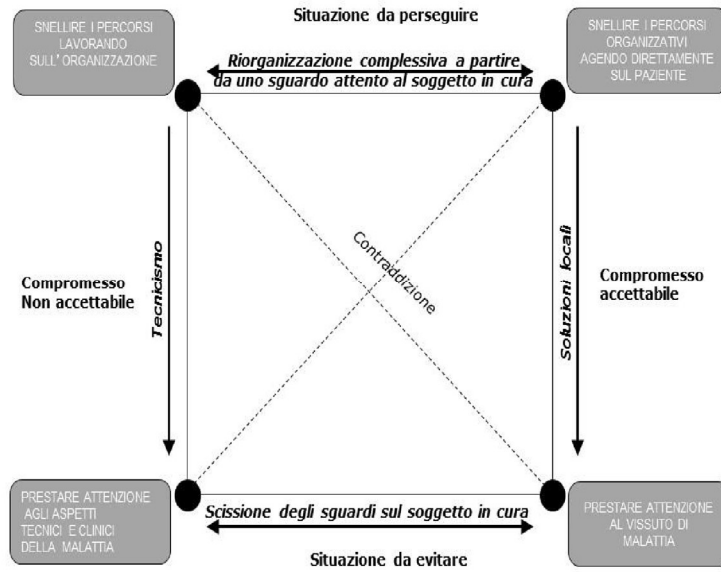 Situazione da perseguire
SNELLIRE I PERSORSI
LAVORANDO
SULL'ORGANIZZAZIONE
SNELLIRE I PERCORSI
ORGANIZZATIVI
AGENDO DIRETTAMENTE
SUL PAZIENTE
Riorganizzazione complessiva a partire
da uno sguardo attento al soggetto in cura
Compromesso
Non accettabile
Tecnicismo
Contraddizione
Soluzioni locali
Compromesso
accettabile
PRESTARE ATTENZIONE
AGLI ASPETTI
TECNICI E CLINICI
DELLA MALATTIA
Scissione degli sguardi sul soggetto in cura
PRESTARE ATTENZIONE
AL VISSUTO DI
MALATTIA
Situazione da evitare